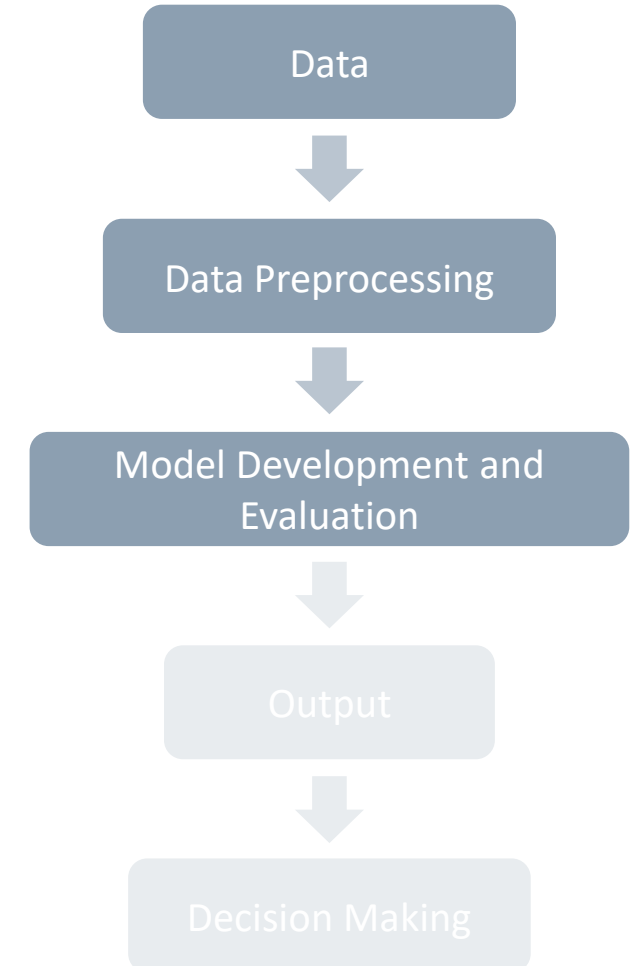 Data
Data Preprocessing
Model Development and
Evaluation
Output
Decision Making